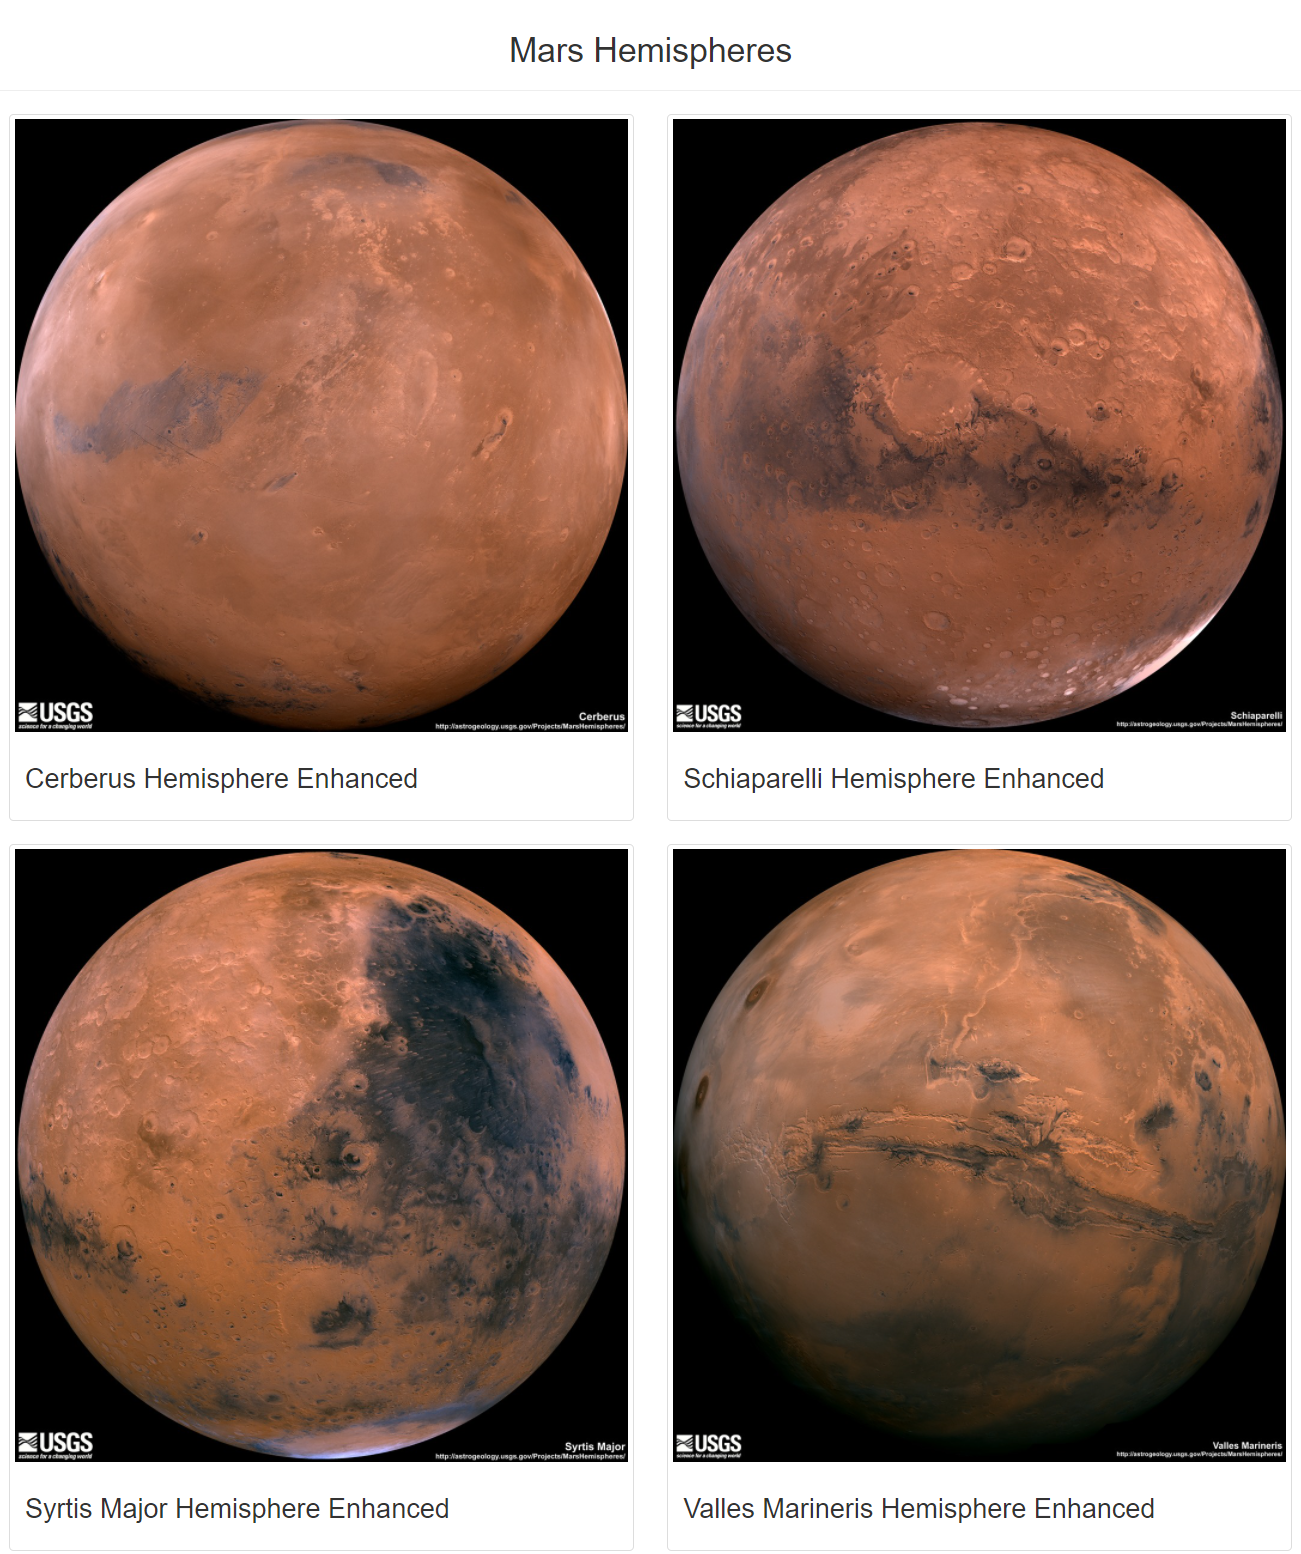 Mars Hemispheres
USGS
science for a changing world
Cerberus
http://astrogeology.usgs.gov/Projects/MarsHemispheres/
Cerberus Hemisphere Enhanced
USGS
science for a changing world
Schiaparelli
http://astrogeology.usgs.gov/Projects/MarsHemispheres/
Schiaparelli Hemisphere Enhanced
USGS
science for a changing world
Syrtis Major
http://astrogeology.usgs.gov/Projects/MarsHemispheres/
Syrtis Major Hemisphere Enhanced
USGS
science for a changing world
Valles Marineris
http://astrogeology.usgs.gov/Projects/MarsHemispheres/
Valles Marineris Hemisphere Enhanced